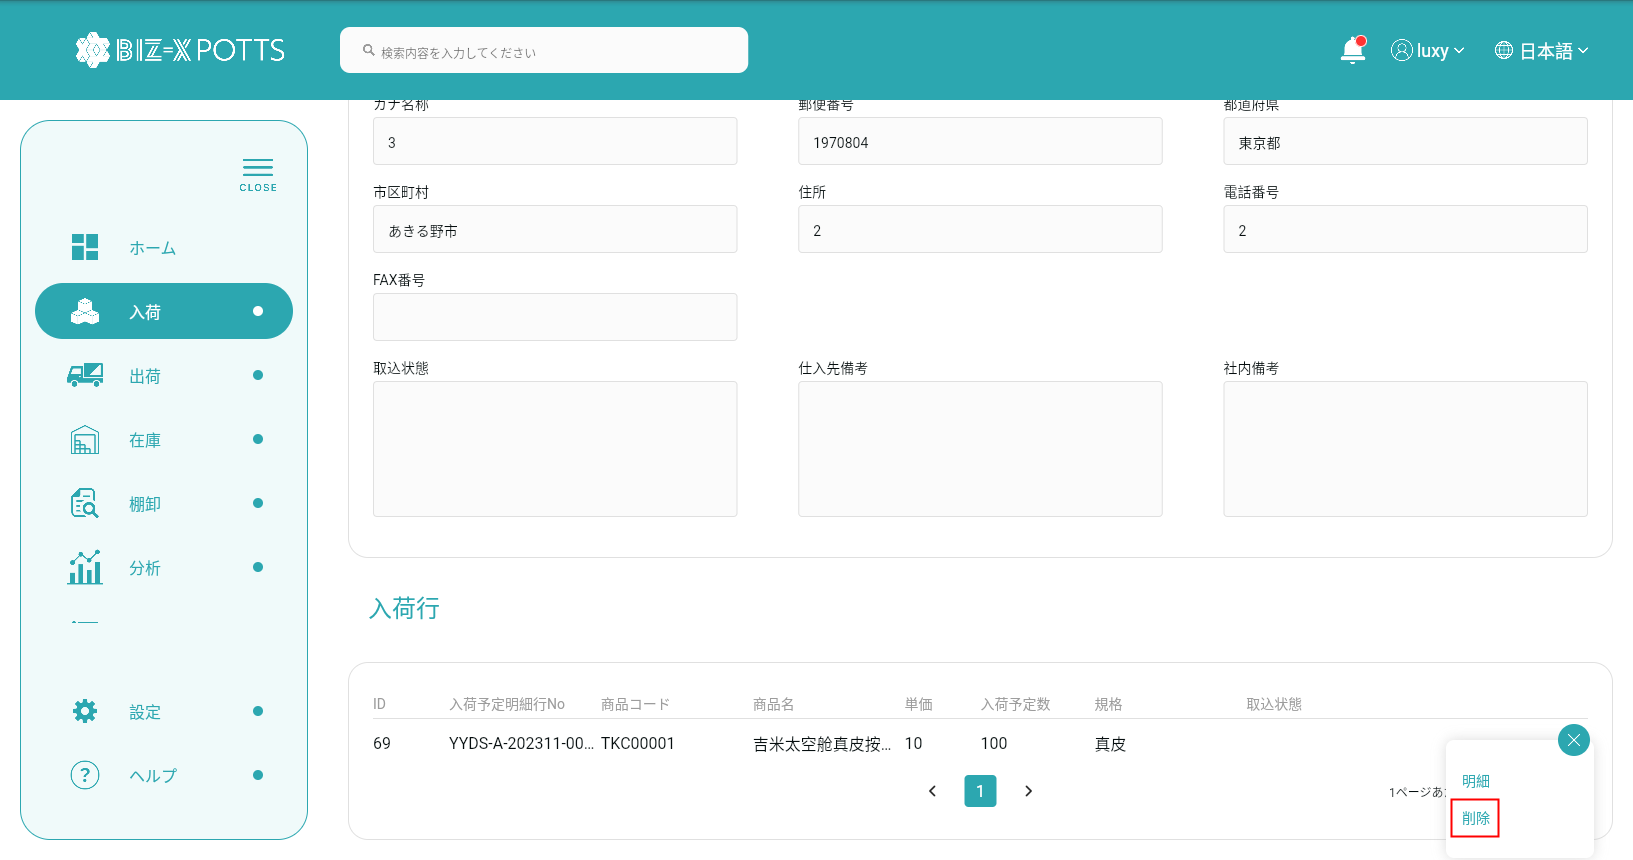 BIZ=X POTTS
検索内容を入力してください
luxy
日本語
CLOSE
ホーム
入荷
出荷
在庫
棚卸
分析
設定
? ヘルプ
カナ名称 郵便番号 都道府県
3 1970804 東京都
市区町村 住所 電話番号
あきる野市 2 2
FAX番号
取込状態 仕入先備考 社内備考
入荷行
ID 入荷予定明細行No 商品コード 商品名 単価 入荷予定数 規格 取込状態
69 YYDS-A-202311-00... TKC00001 吉米太空舱真皮按... 10 100 真皮
1
1ページあ
明細
削除